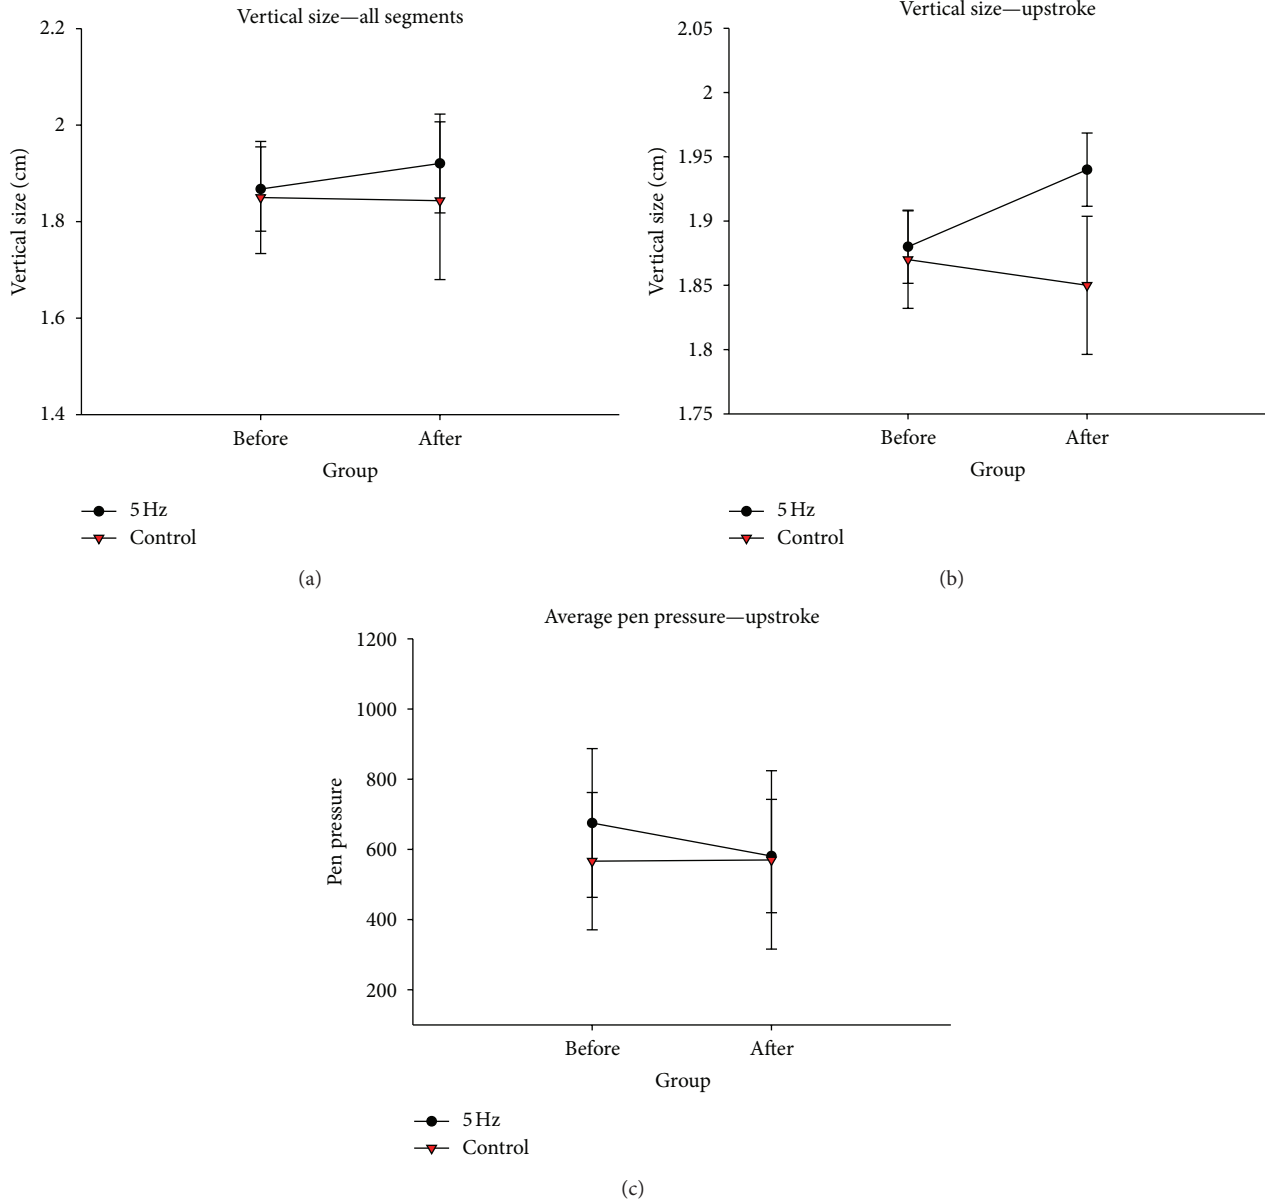 Vertical size—all segments
2.2
2
1.8
1.6
1.4
Vertical size (cm)
Before
After
Group
5 Hz
Control
(a)
Vertical size—upstroke
2.05
2
1.95
1.9
1.85
1.8
1.75
Vertical size (cm)
Before
After
Group
5 Hz
Control
(b)
Average pen pressure—upstroke
1200
1000
800
600
400
200
Pen pressure
Before
After
Group
5 Hz
Control
(c)